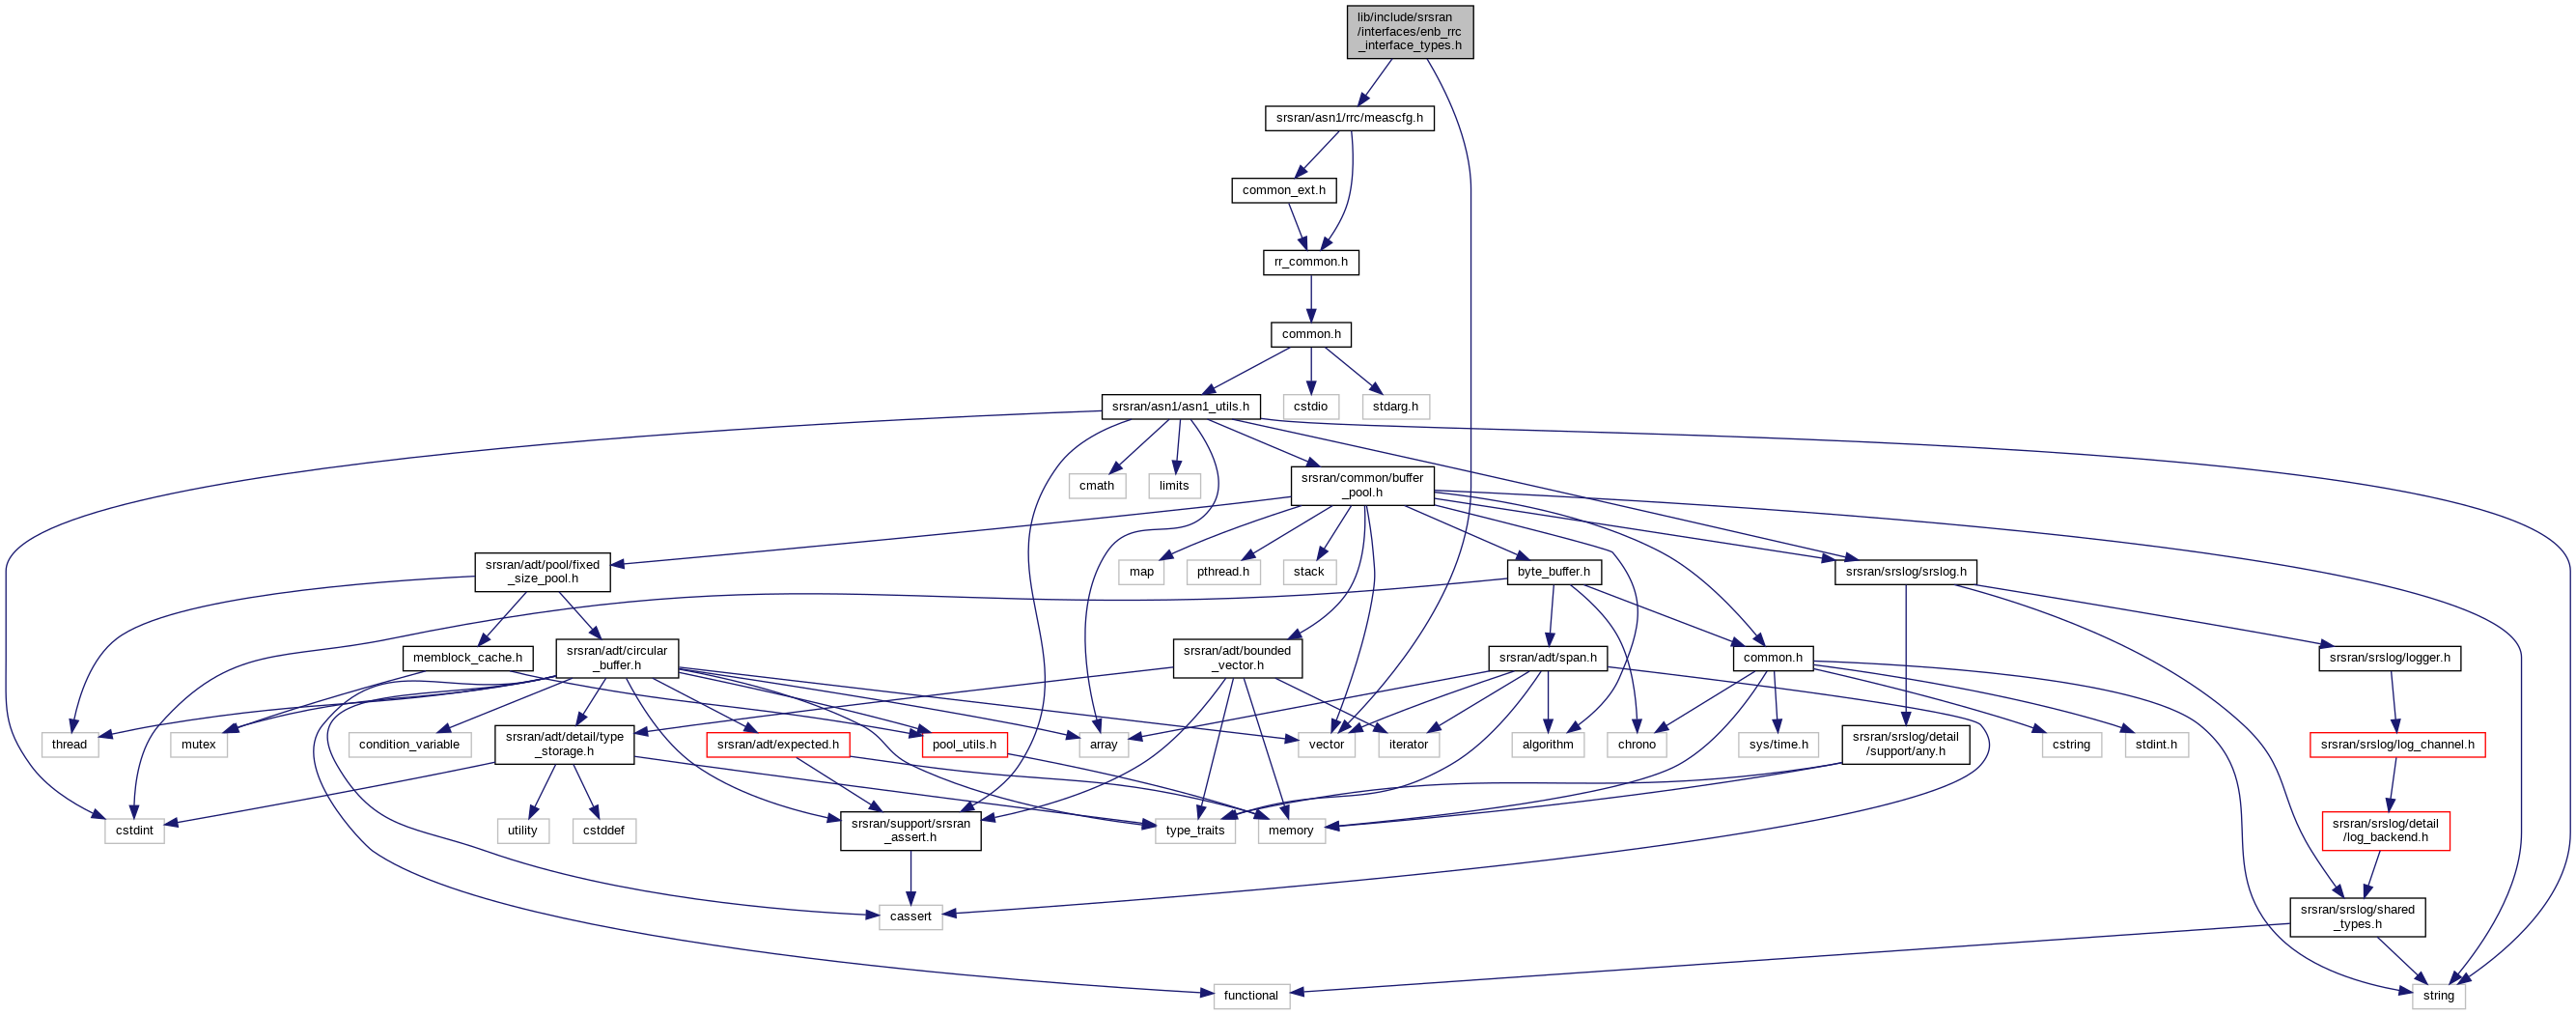 lib/include/srsran
/interfaces/enb_rrc
_interface_types.h
srsran/asn1/rrc/meascfg.h
common_ext.h
rr_common.h
common.h
srsran/asn1/asn1_utils.h
cstdio
stdarg.h
cmath
limits
srsran/common/buffer
_pool.h
srsran/adt/pool/fixed
_size_pool.h
map
pthread.h
stack
byte_buffer.h
srsran/srslog/srslog.h
memblock_cache.h
srsran/adt/circular
_buffer.h
srsran/adt/bounded
_vector.h
srsran/adt/span.h
common.h
srsran/srslog/logger.h
thread
mutex
condition_variable
srsran/adt/detail/type
_storage.h
srsran/adt/expected.h
pool_utils.h
array
vector
iterator
algorithm
chrono
sys/time.h
srsran/srslog/detail
/support/any.h
cstring
stdint.h
srsran/srslog/log_channel.h
cstdint
utility
cstddef
srsran/support/srsran
_assert.h
type_traits
memory
srsran/srslog/detail
/log_backend.h
cassert
srsran/srslog/shared
_types.h
functional
string